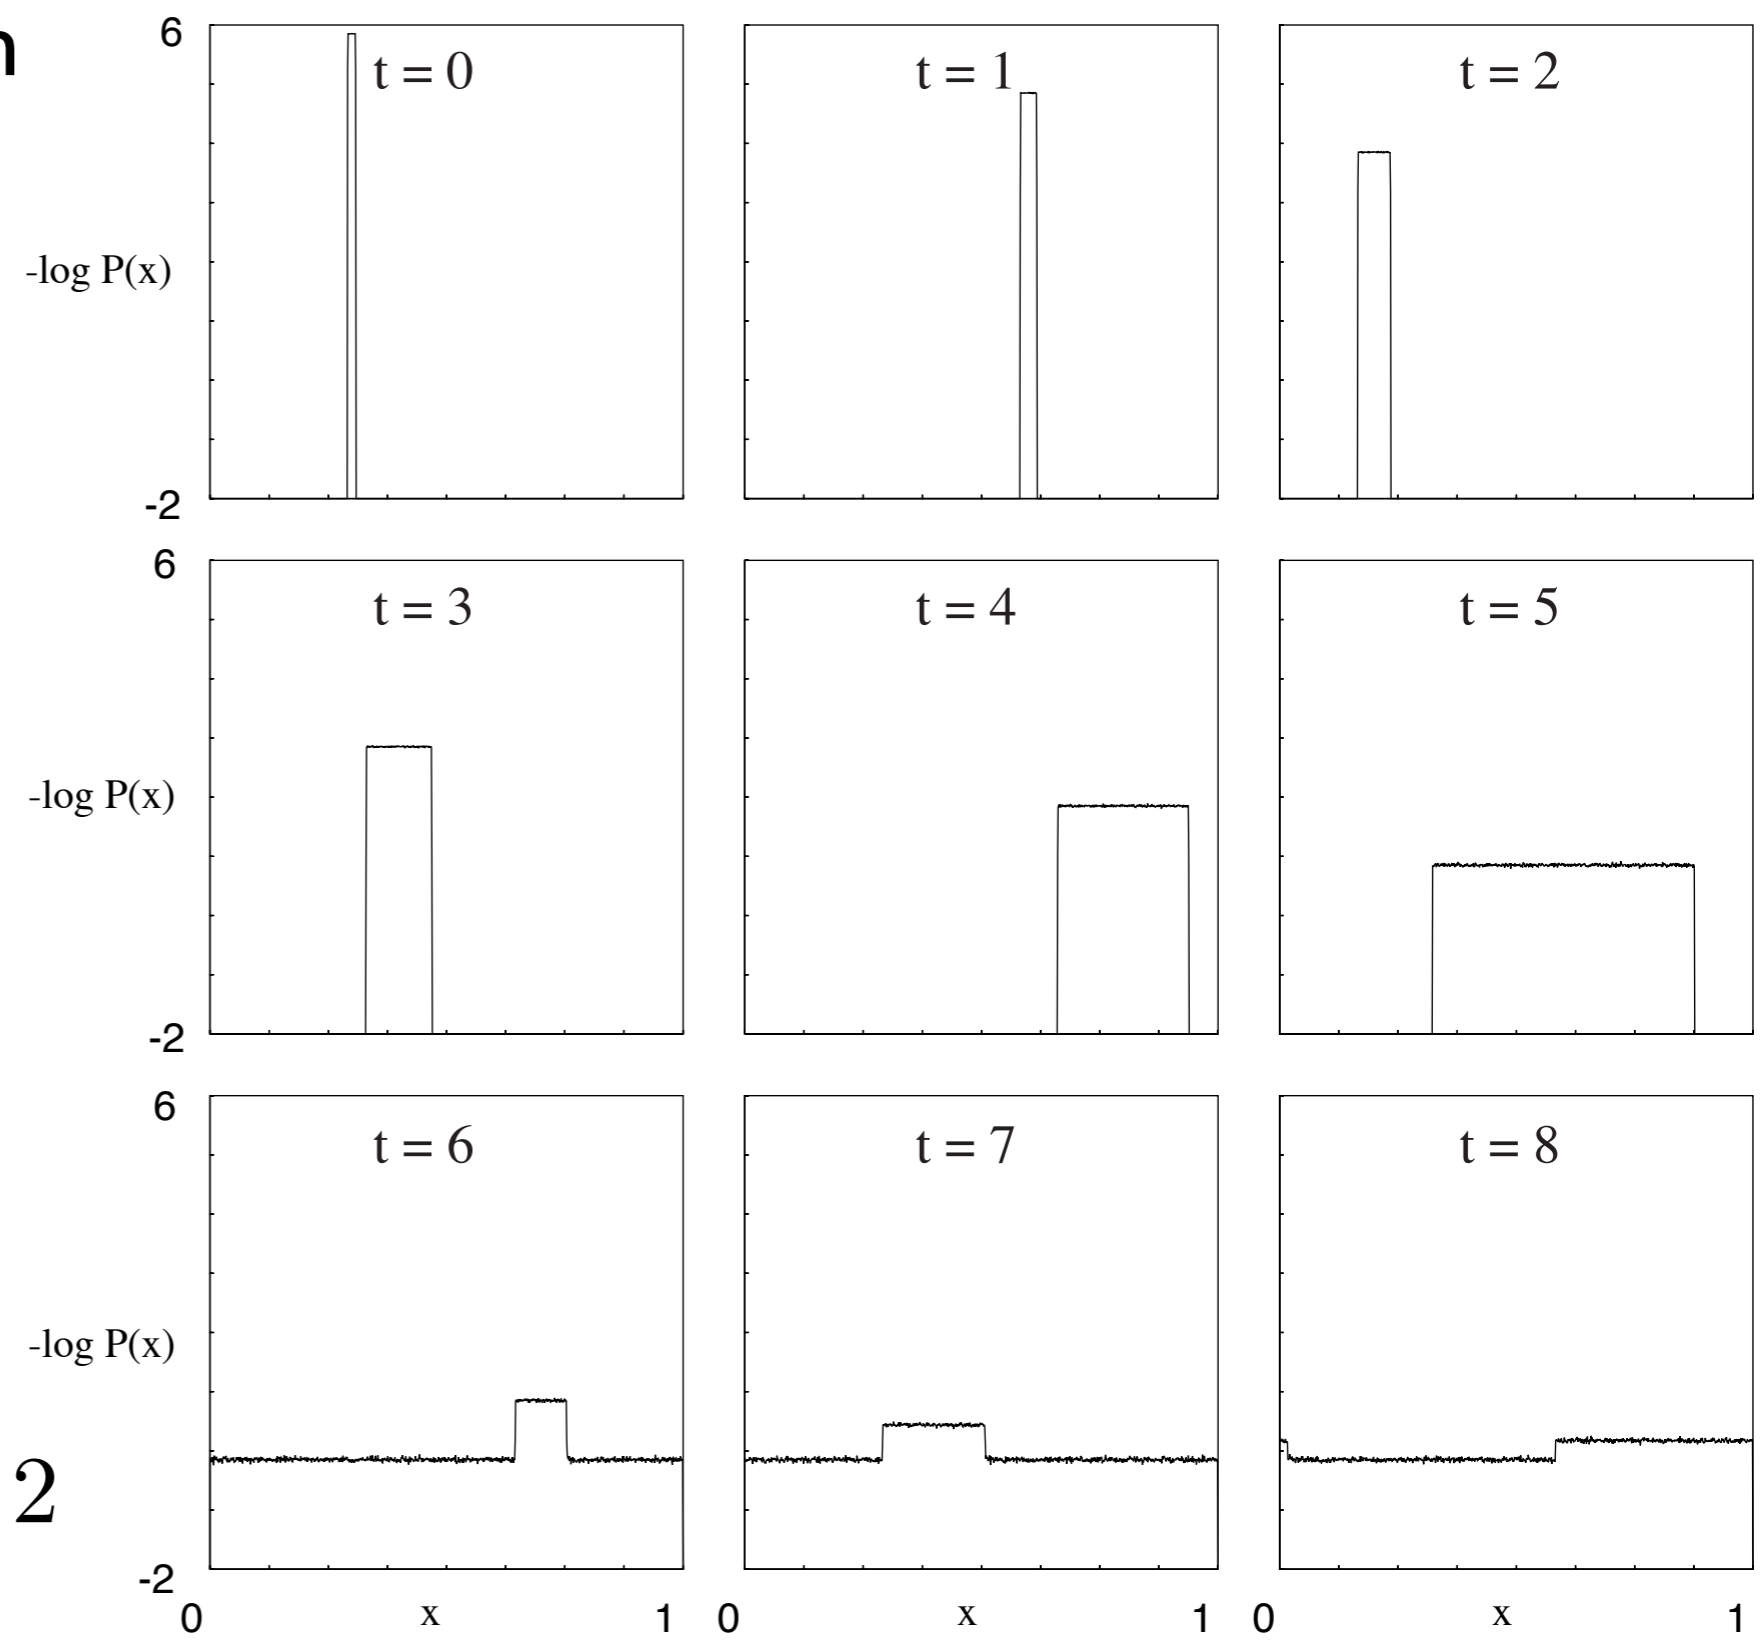 n
6
t = 0
t = 1
t = 2
-log P(x)
-2
6
t = 3
t = 4
t = 5
-log P(x)
-2
6
t = 6
t = 7
t = 8
-log P(x)
2
-2
0 x 1 0 x 1 0 x 1